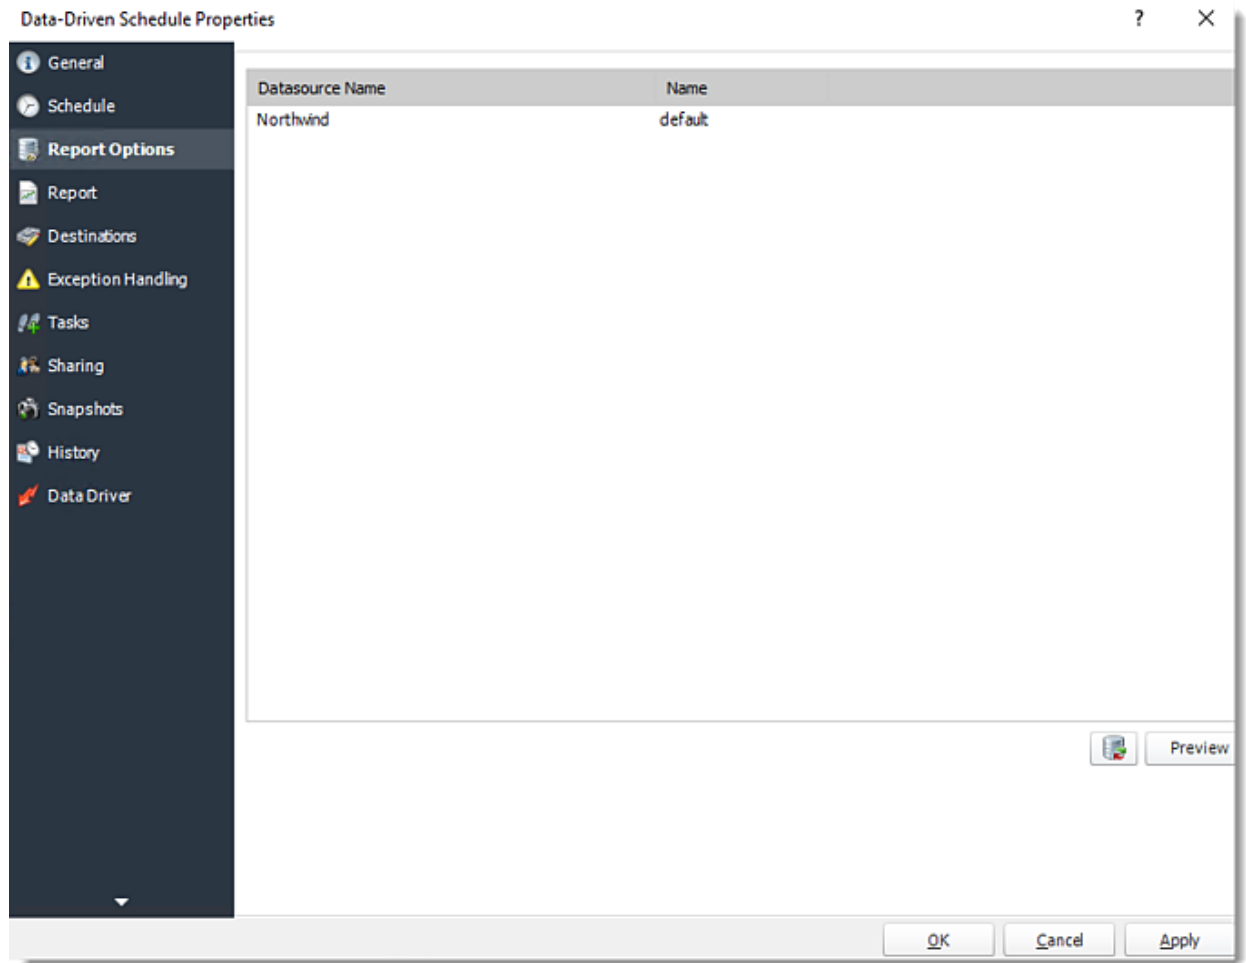 Data-Driven Schedule Properties ? ×
General
Schedule
Report Options
Report
Destinations
Exception Handling
Tasks
Sharing
Snapshots
History
Data Driver
Datasource Name Name
Northwind default
Preview
OK Cancel Apply